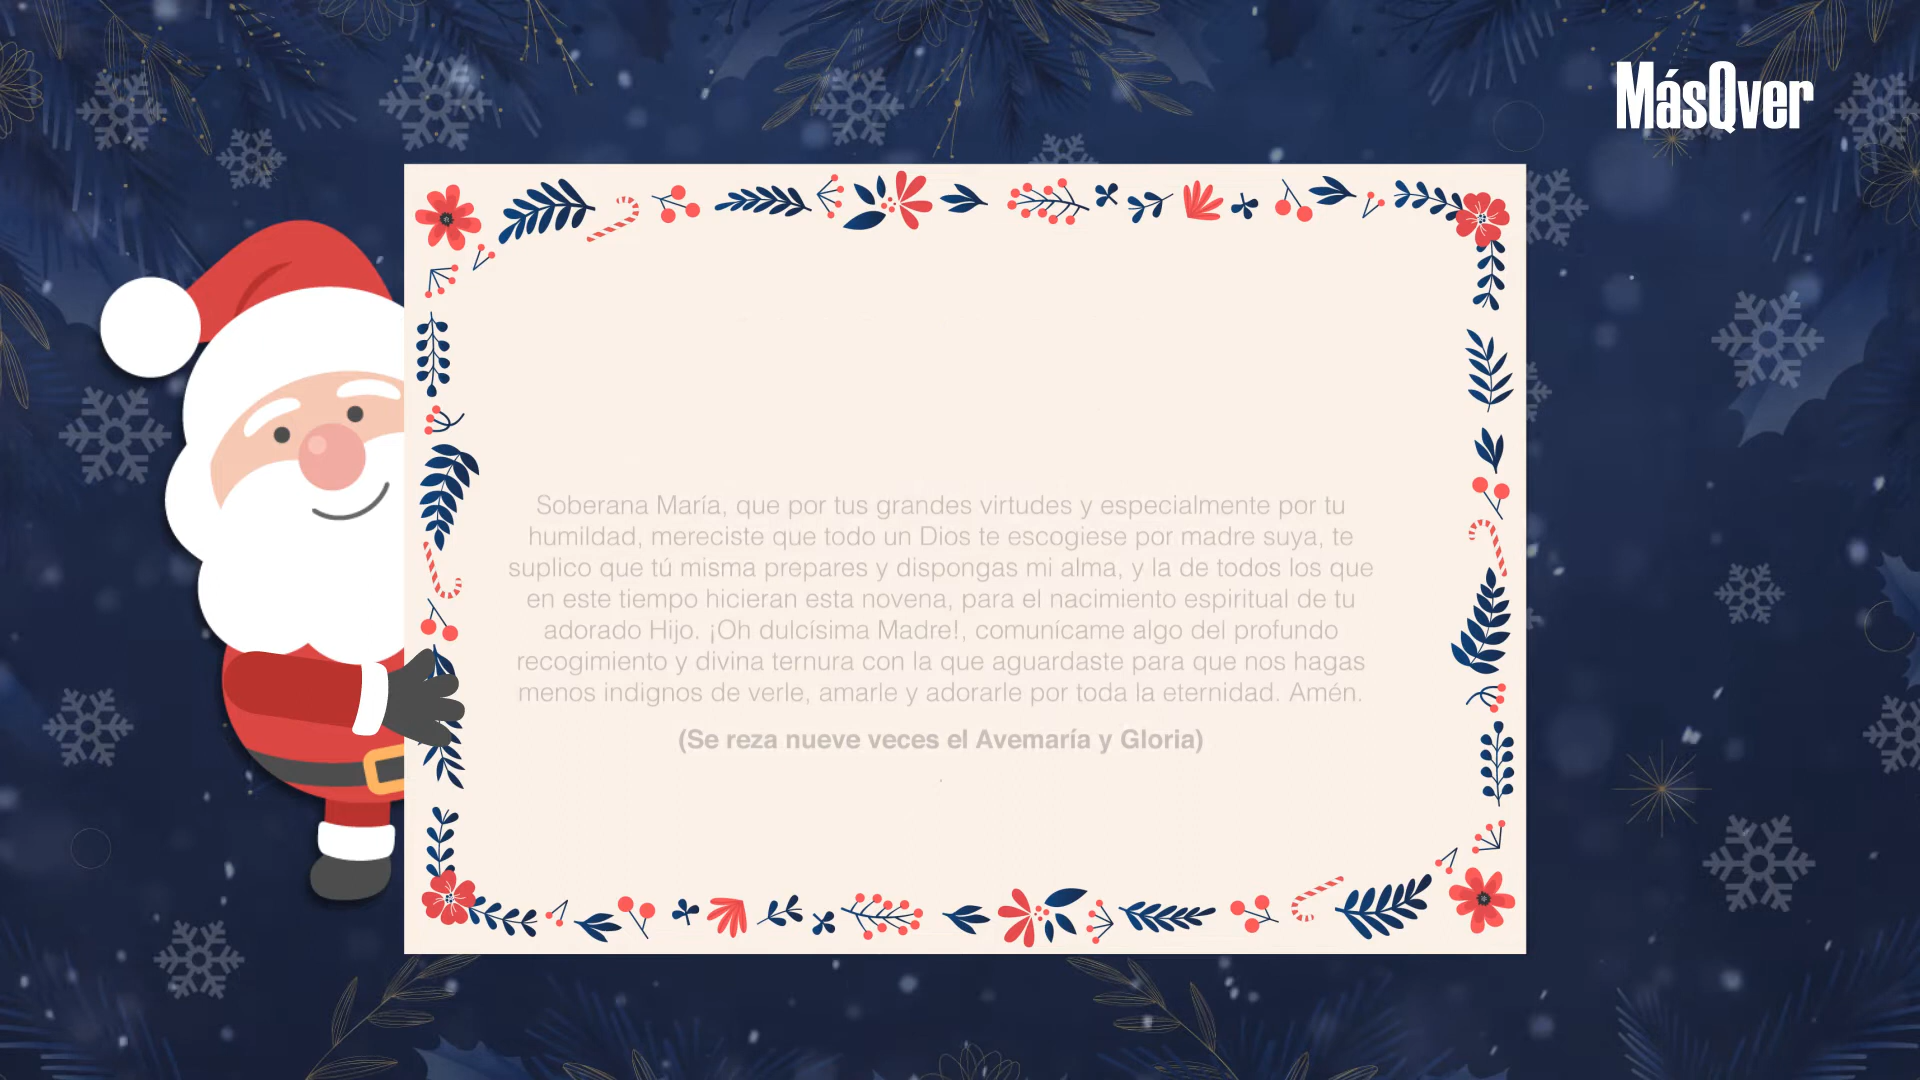 MásQver
Soberana María, que por tus grandes virtudes y especialmente por tu
humildad, mereciste que todo un Dios te escogiese por madre suya, te
suplico que tú misma prepares y dispongas mi alma, y la de todos los que
en este tiempo hicieran esta novena, para el nacimiento espiritual de tu
adorado Hijo. ¡Oh dulcísima Madre!, comunícame algo del profundo
recogimiento y divina ternura con la que aguardaste para que nos hagas
menos indignos de verle, amarle y adorarle por toda la eternidad. Amén.
(Se reza nueve veces el Avemaría y Gloria)
.